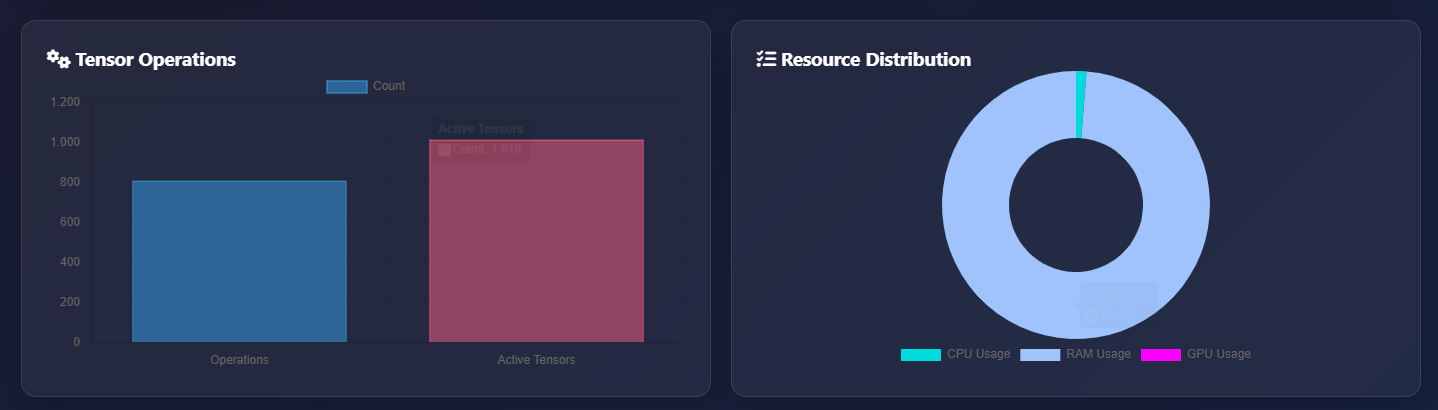 Tensor Operations
Count
1.200
1.000
800
600
400
200
0
Active Tensors
Count: 1.016
Operations
Active Tensors
Resource Distribution
CPU Usage
RAM Usage
GPU Usage